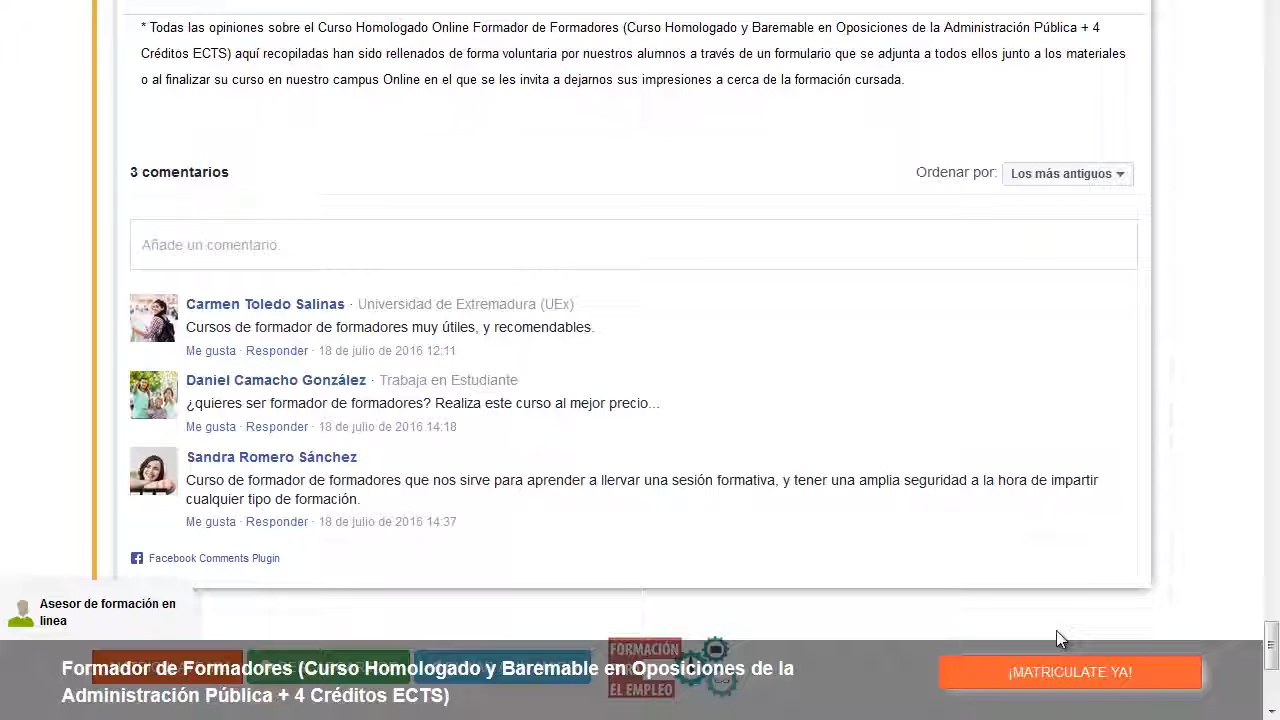 * Todas las opiniones sobre el Curso Homologado Online Formador de Formadores (Curso Homologado y Baremable en Oposiciones de la Administración Pública + 4
Créditos ECTS) aquí recopiladas han sido rellenados de forma voluntaria por nuestros alumnos a través de un formulario que se adjunta a todos ellos junto a los materiales
o al finalizar su curso en nuestro campus Online en el que se les invita a dejarnos sus impresiones a cerca de la formación cursada.
3 comentarios
Ordenar por: Los más antiguos
Añade un comentario.
Carmen Toledo Salinas · Universidad de Extremadura (UEx)
Cursos de formador de formadores muy útiles, y recomendables.
Me gusta · Responder · 18 de julio de 2016 12:11
Daniel Camacho González · Trabaja en Estudiante
¿quieres ser formador de formadores? Realiza este curso al mejor precio...
Me gusta · Responder · 18 de julio de 2016 14:18
Sandra Romero Sánchez
Curso de formador de formadores que nos sirve para aprender a llervar una sesión formativa, y tener una amplia seguridad a la hora de impartir
cualquier tipo de formación.
Me gusta · Responder · 18 de julio de 2016 14:37
Facebook Comments Plugin
Asesor de formación en
linea
FORMACIÓN
EL EMPLEO
Formador de Formadores (Curso Homologado y Baremable en Oposiciones de la
Administración Pública + 4 Créditos ECTS)
¡MATRICULATE YA!